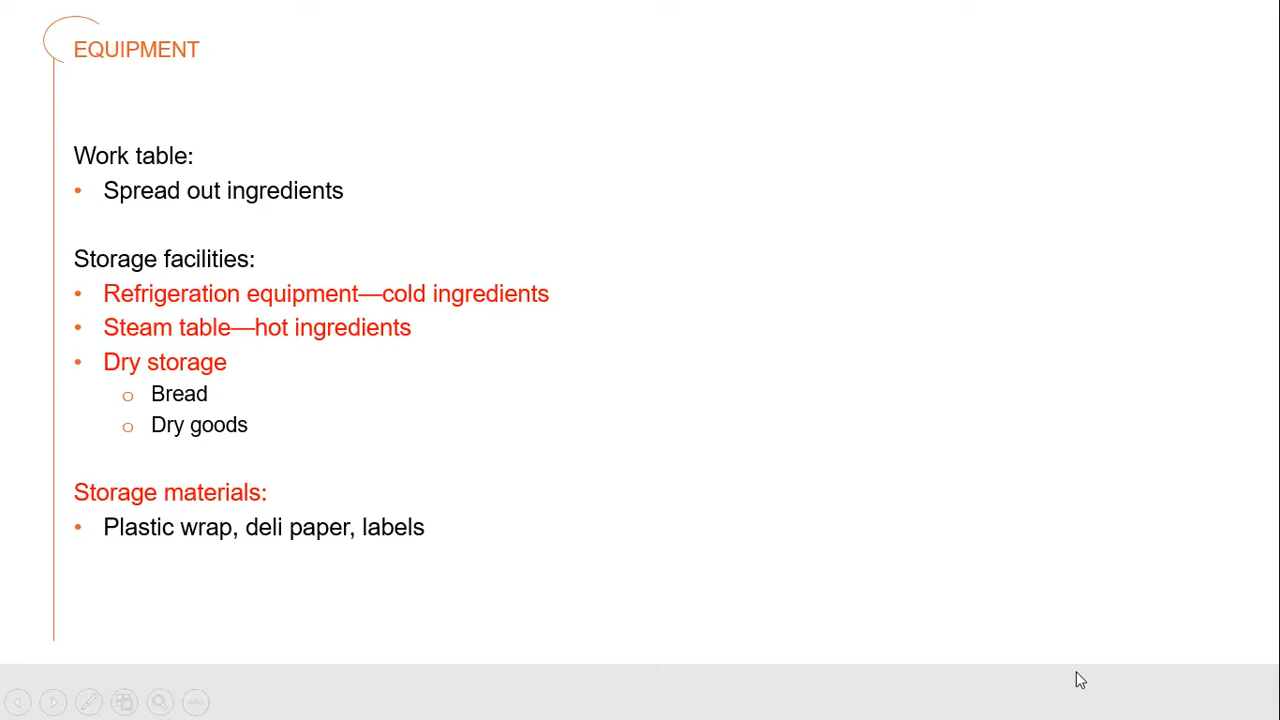 EQUIPMENT
Work table:
• Spread out ingredients
Storage facilities:
• Refrigeration equipment—cold ingredients
• Steam table—hot ingredients
• Dry storage
o Bread
o Dry goods
Storage materials:
• Plastic wrap, deli paper, labels